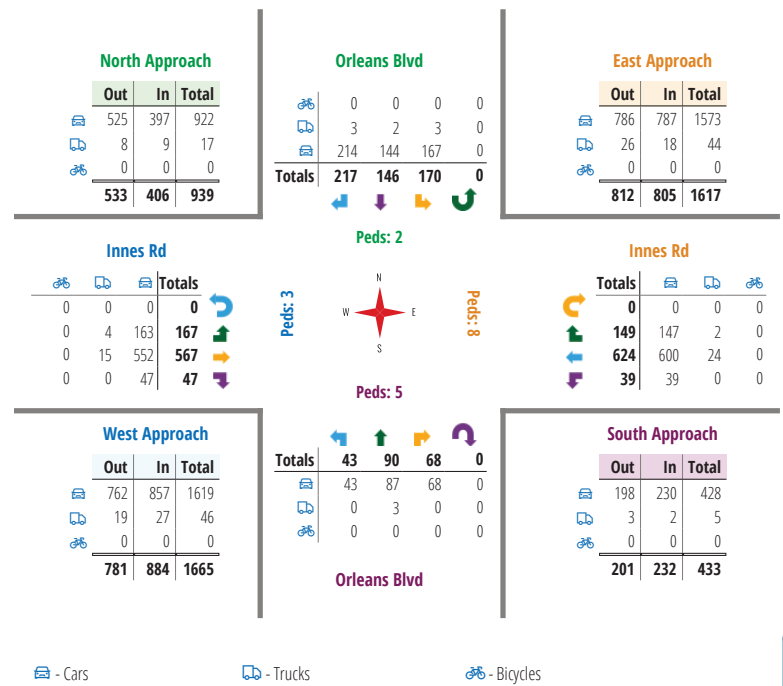 North Approach
Out In Total
525 397 922
8 9 17
0 0 0
533 406 939
Orleans Blvd
0 0 0 0
3 2 3 0
214 144 167 0
Totals 217 146 170 0
Peds: 2
East Approach
Out In Total
786 787 1573
26 18 44
0 0 0
812 805 1617
Innes Rd
Totals
0 0 0 0
0 4 163 167
0 15 552 567
0 0 47 47
Peds: 3
N
W E
S
Peds: 8
Peds: 5
Innes Rd
Totals
0 0 0 0
149 147 2 0
624 600 24 0
39 39 0 0
West Approach
Out In Total
762 857 1619
19 27 46
0 0 0
781 884 1665
Totals 43 90 68 0
43 87 68 0
0 3 0 0
0 0 0 0
Orleans Blvd
South Approach
Out In Total
198 230 428
3 2 5
0 0 0
201 232 433
- Cars
- Trucks
- Bicycles